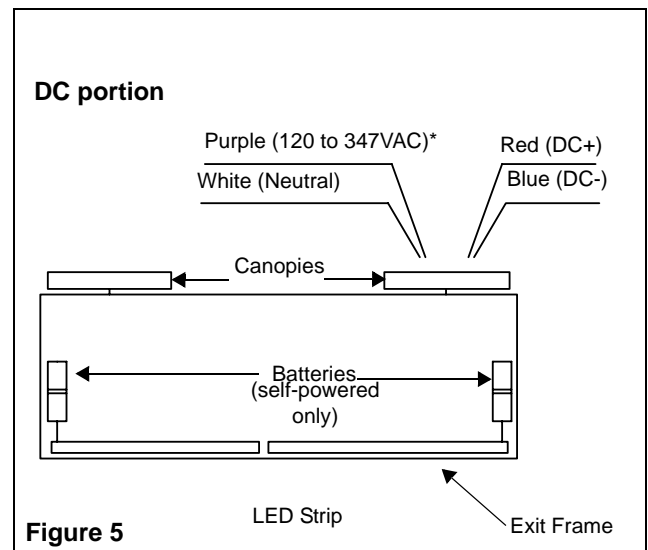 DC portion
Purple (120 to 347VAC)*
Red (DC+)
White (Neutral)
Blue (DC-)
Canopies
Batteries
(self-powered
only)
LED Strip
Exit Frame
Figure 5